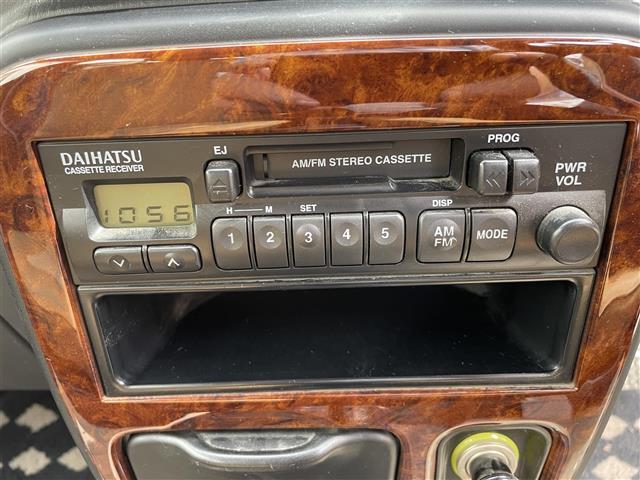 DAIHATSU
CASSETTE RECEIVER
EJ
AM/FM STEREO CASSETTE
PROG
PWR
VOL
1056
H M SET DISP
1 2 3 4 5 AM FM MODE